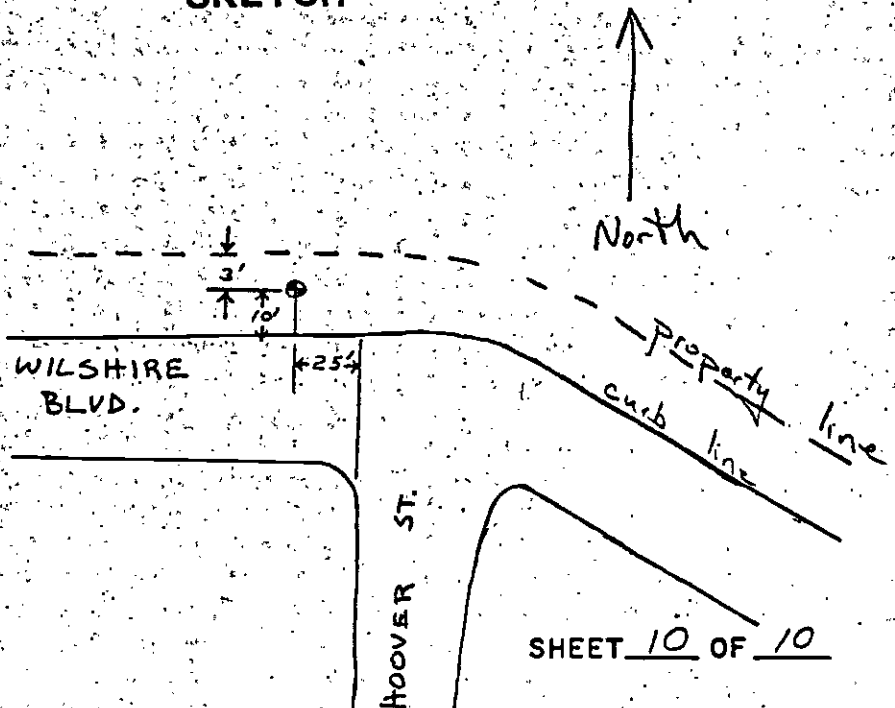 SKETCH
North
3'
10'
25'
WILSHIRE
BLVD.
property line
curb line
HOOVER ST.
SHEET 10 OF 10